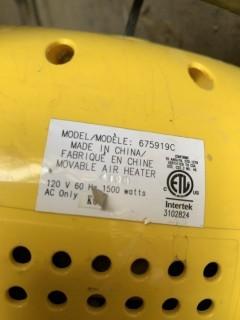 MODEL/MODÈLE: 675919C
MADE IN CHINA/
FABRIQUÉ EN CHINE
MOVABLE AIR HEATER
120 V 60 Hz 1500 watts
AC Only
ETL
Intertek
3102824